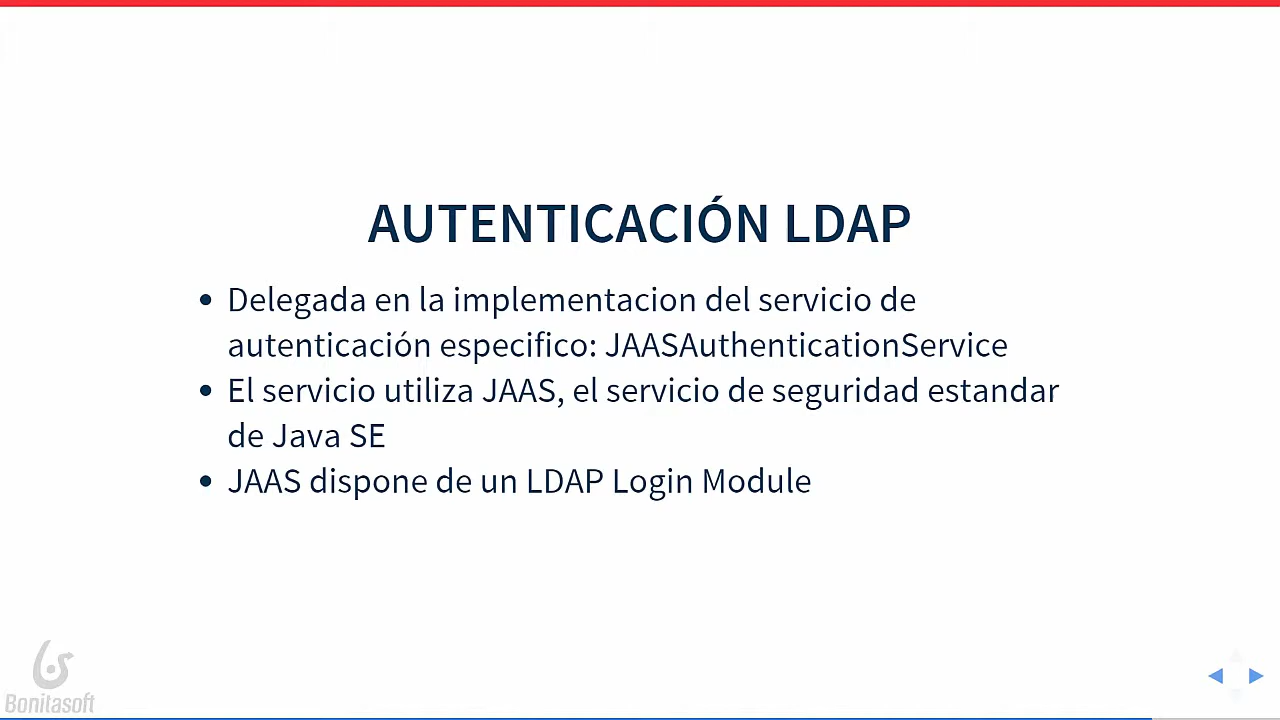 AUTENTICACIÓN LDAP
• Delegada en la implementacion del servicio de
autenticación especifico: JAASAuthenticationService
• El servicio utiliza JAAS, el servicio de seguridad estandar
de Java SE
• JAAS dispone de un LDAP Login Module
Bonitasoft